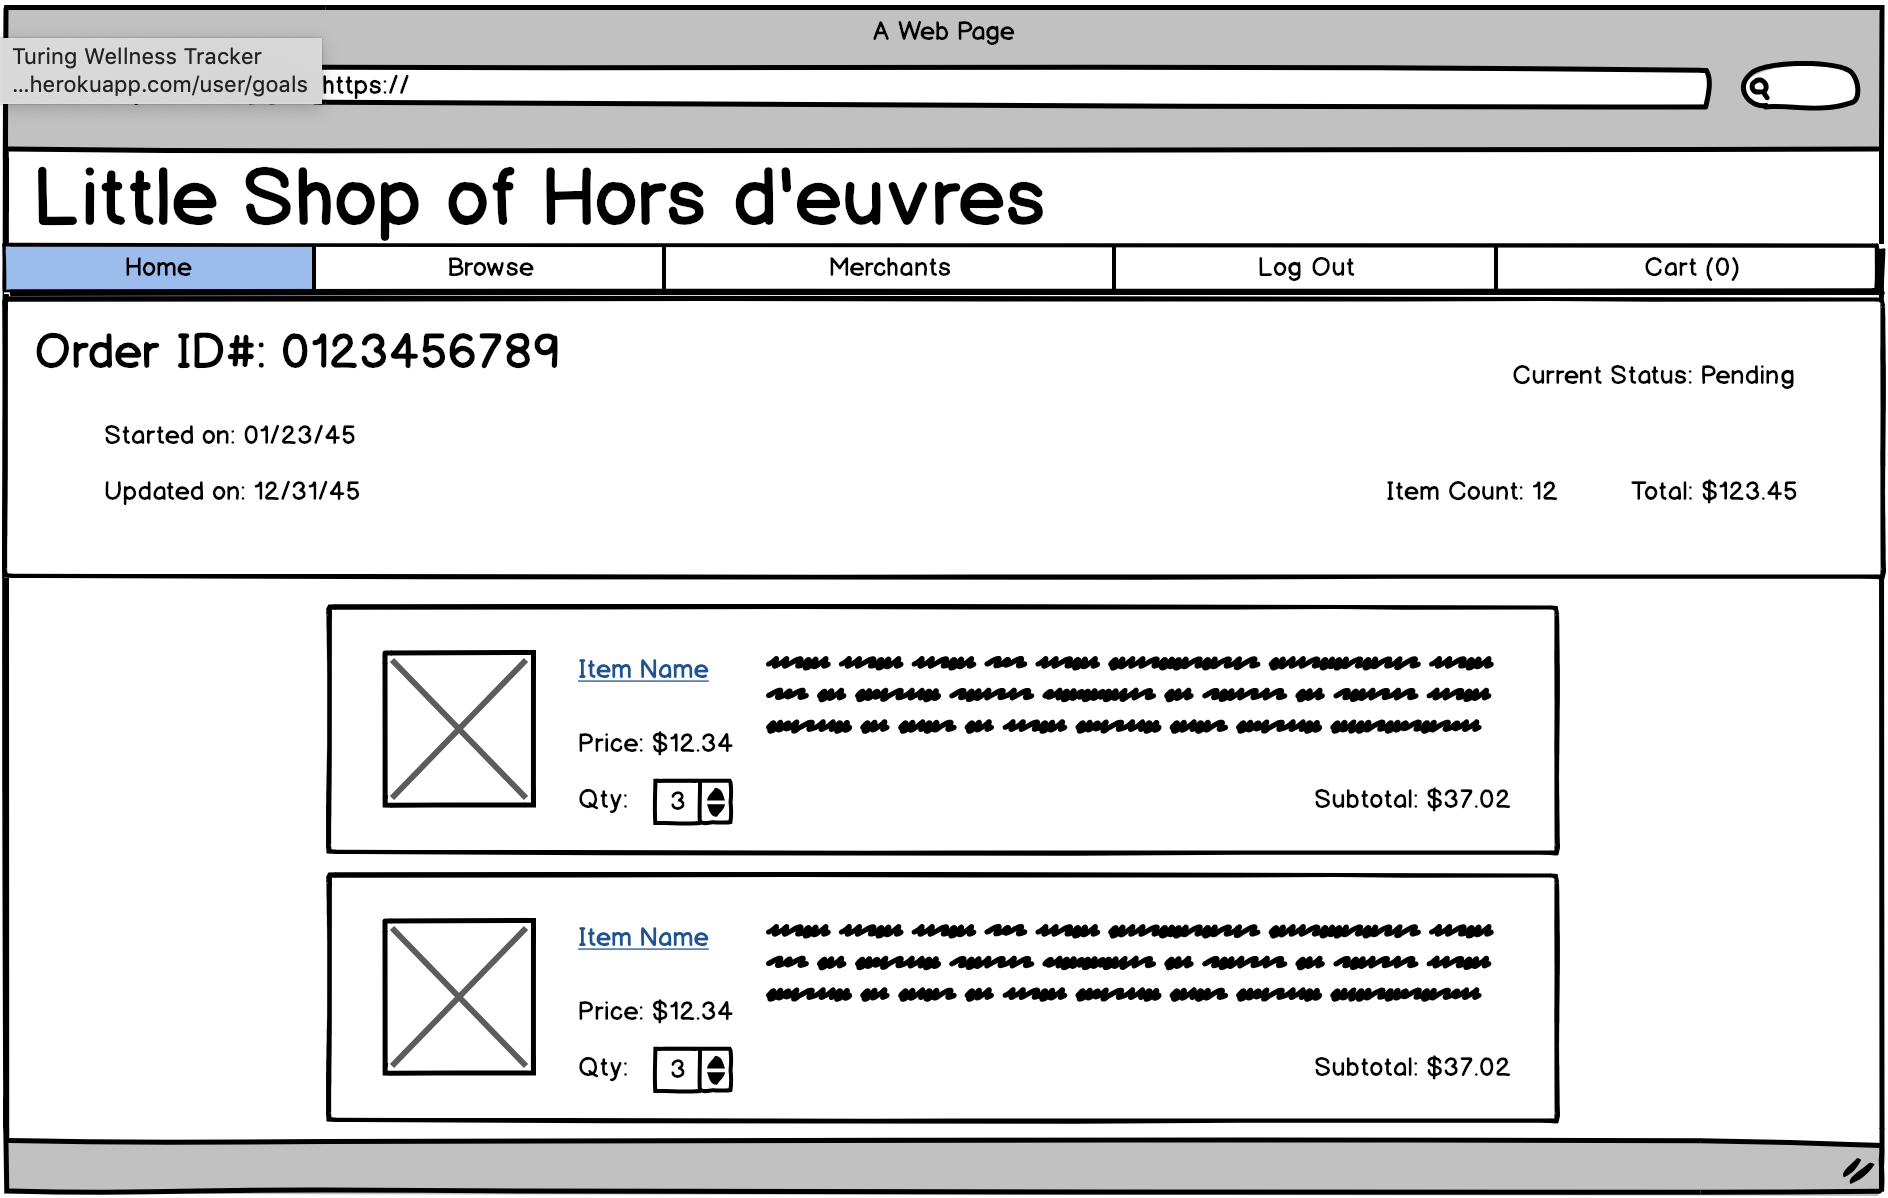 A Web Page
Turing Wellness Tracker
...herokuapp.com/user/goals
https://
Little Shop of Hors d'euvres
Home Browse Merchants Log Out Cart (0)
Order ID#: 0123456789
Current Status: Pending
Started on: 01/23/45
Updated on: 12/31/45 Item Count: 12 Total: $123.45
Item Name
Price: $12.34
Qty: 3 Subtotal: $37.02
Item Name
Price: $12.34
Qty: 3 Subtotal: $37.02